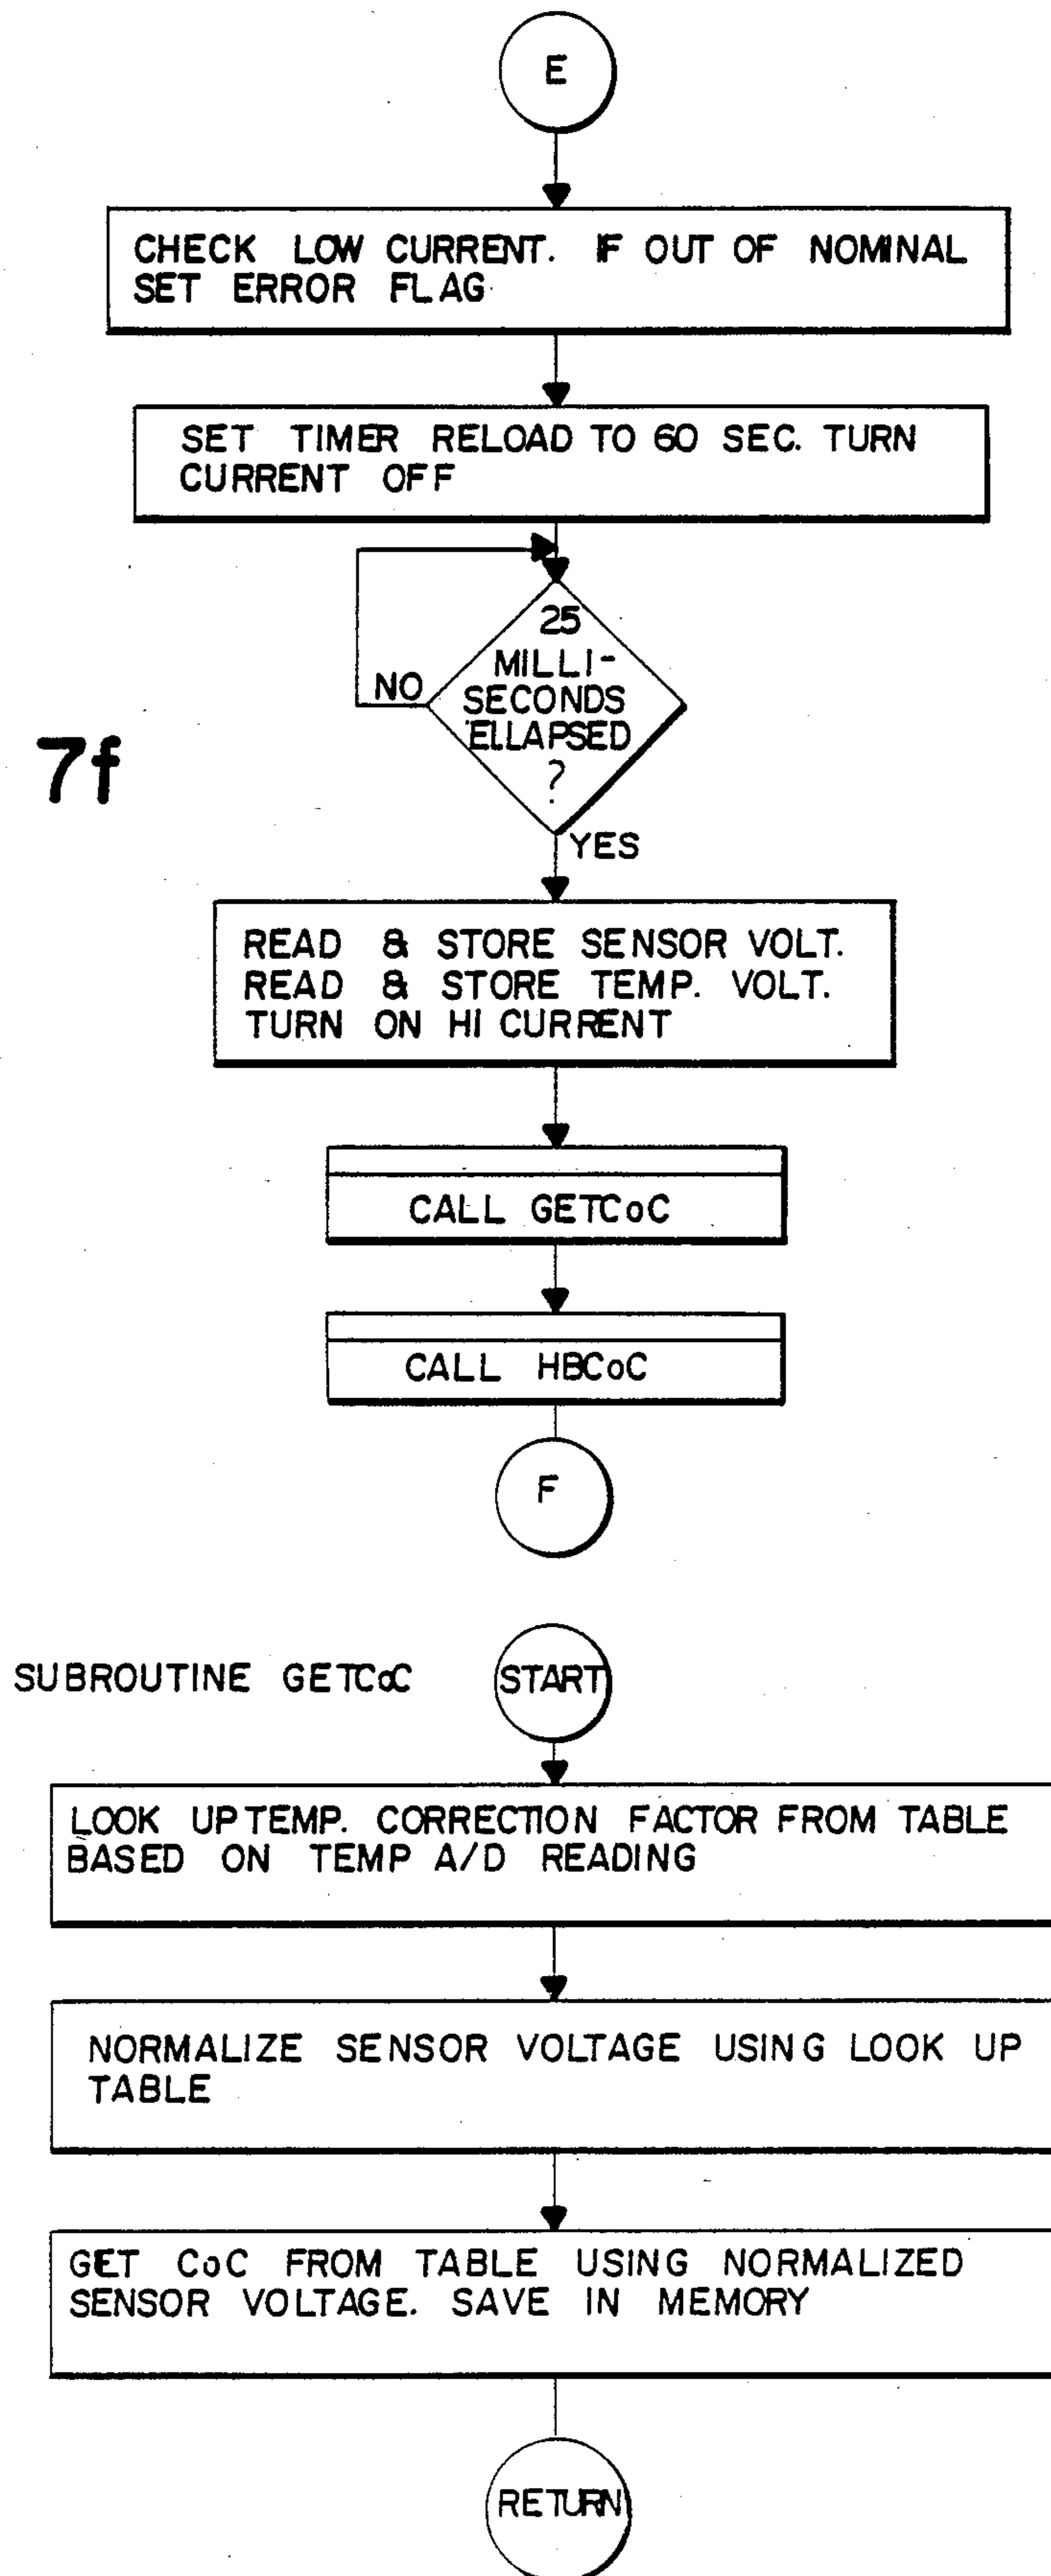 E
CHECK LOW CURRENT. IF OUT OF NOMINAL
SET ERROR FLAG
SET TIMER RELOAD TO 60 SEC. TURN
CURRENT OFF
25
MILLI-
SECONDS
ELLAPSED
?
NO
7f
YES
READ & STORE SENSOR VOLT.
READ & STORE TEMP. VOLT.
TURN ON HI CURRENT
CALL GETCoC
CALL HBCoC
F
SUBROUTINE GETCoC
START
LOOK UP TEMP. CORRECTION FACTOR FROM TABLE
BASED ON TEMP A/D READING
NORMALIZE SENSOR VOLTAGE USING LOOK UP
TABLE
GET CoC FROM TABLE USING NORMALIZED
SENSOR VOLTAGE. SAVE IN MEMORY
RETURN